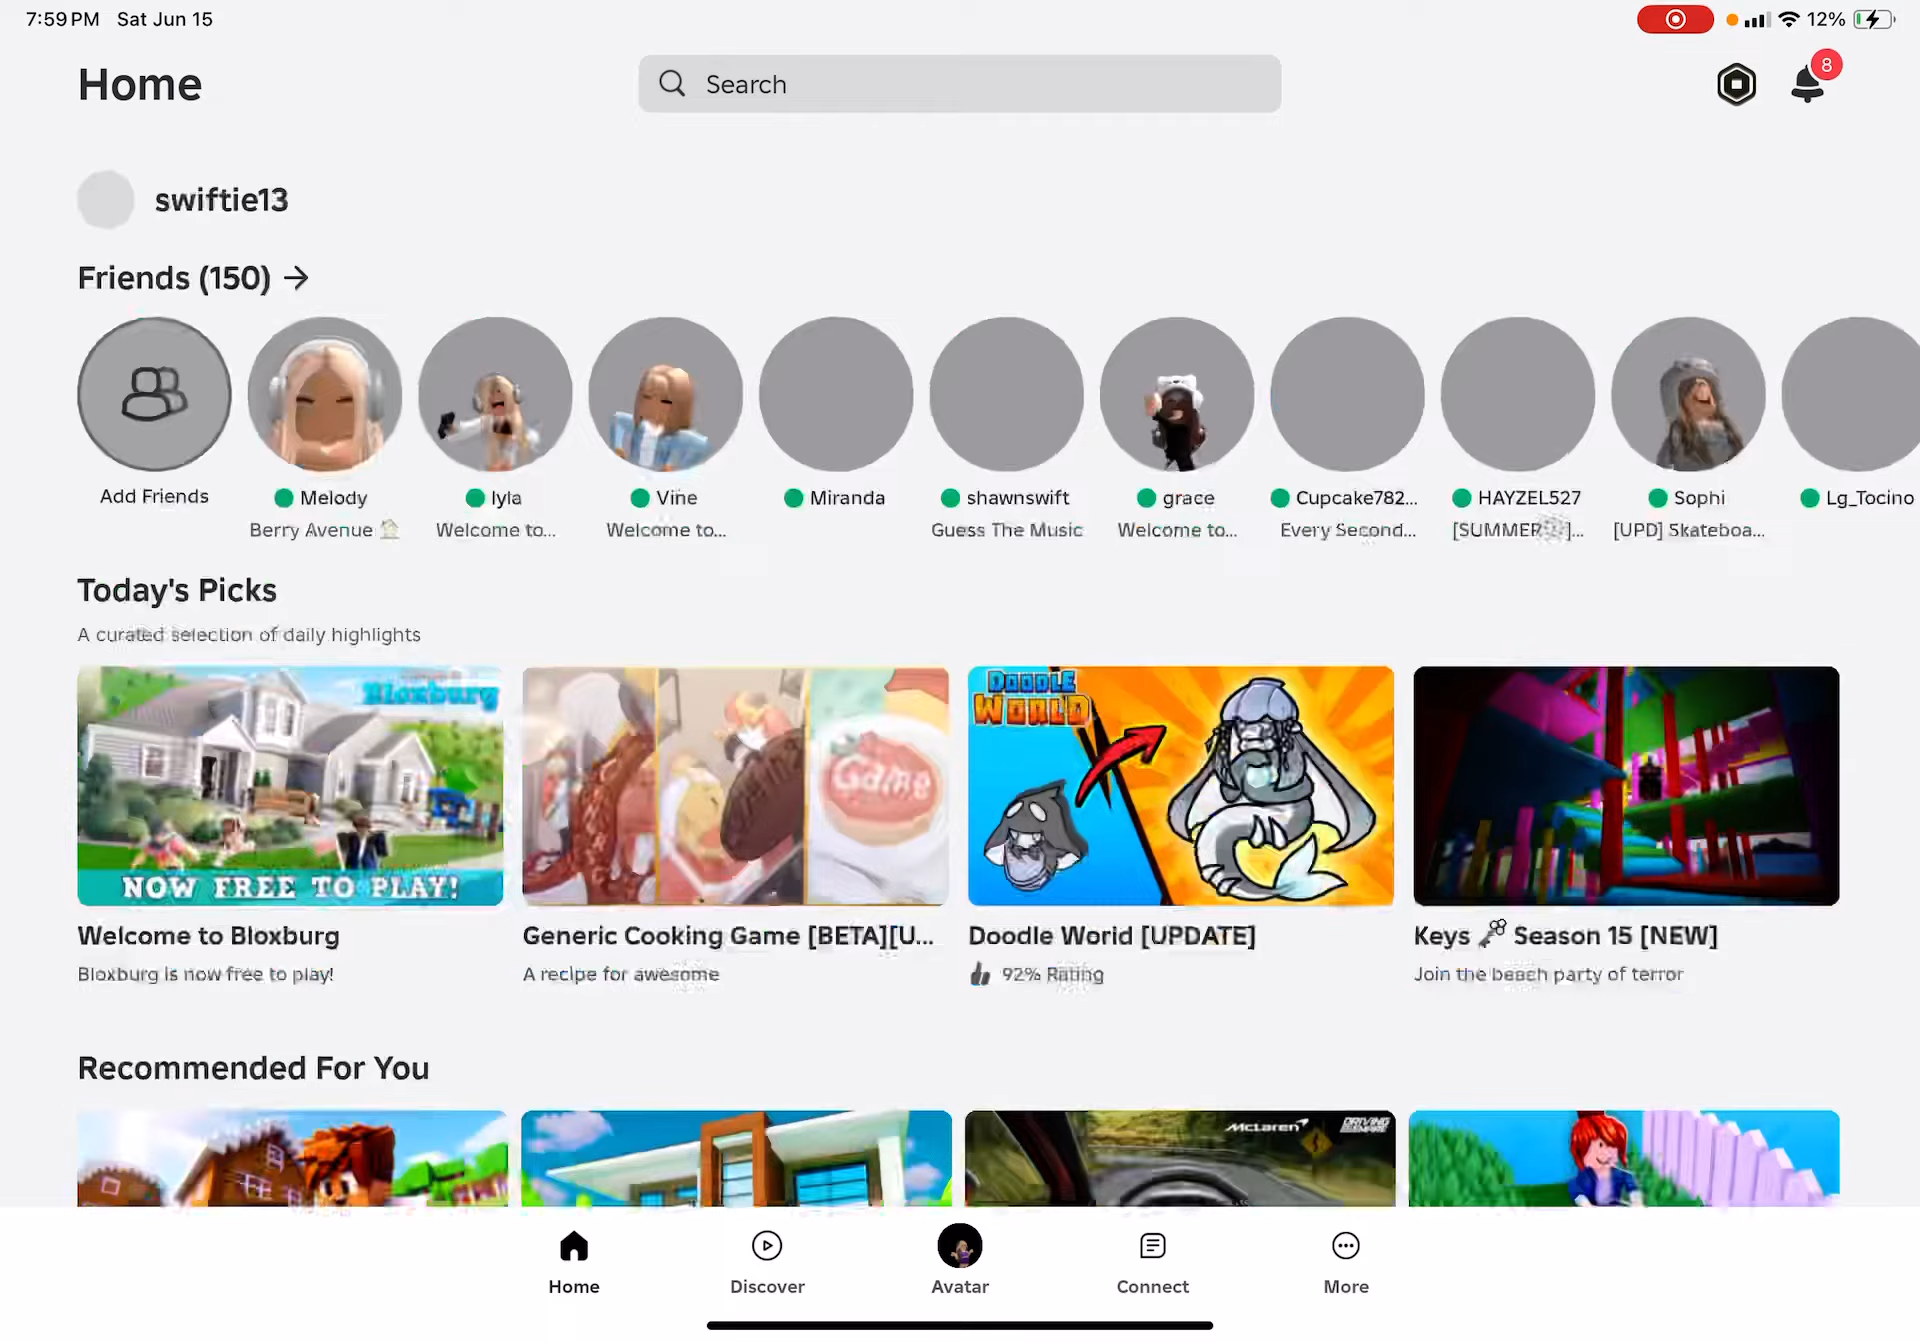 7:59 PM Sat Jun 15
12%
Home
Search
8
swiftie13
Friends (150)
Add Friends
Melody
lyla
Vine
Miranda
shawnswift
grace
Cupcake782...
HAYZEL527
Sophi
Lg_Tocino
Berry Avenue
Welcome to...
Welcome to...
Guess The Music
Welcome to...
Every Second...
[SUMMER]...
[UPD] Skateboa...
Today's Picks
A curated selection of daily highlights
Bloxburg
NOW FREE TO PLAY!
Game
DOODLE
WORLD
Welcome to Bloxburg
Generic Cooking Game [BETA][U...
Doodle World [UPDATE]
Keys 🗝 Season 15 [NEW]
Bloxburg is now free to play!
A recipe for awesome
92% Rating
Join the beach party of terror
Recommended For You
McLaren
DRIVING
EMPIRE
Home
Discover
Avatar
Connect
More